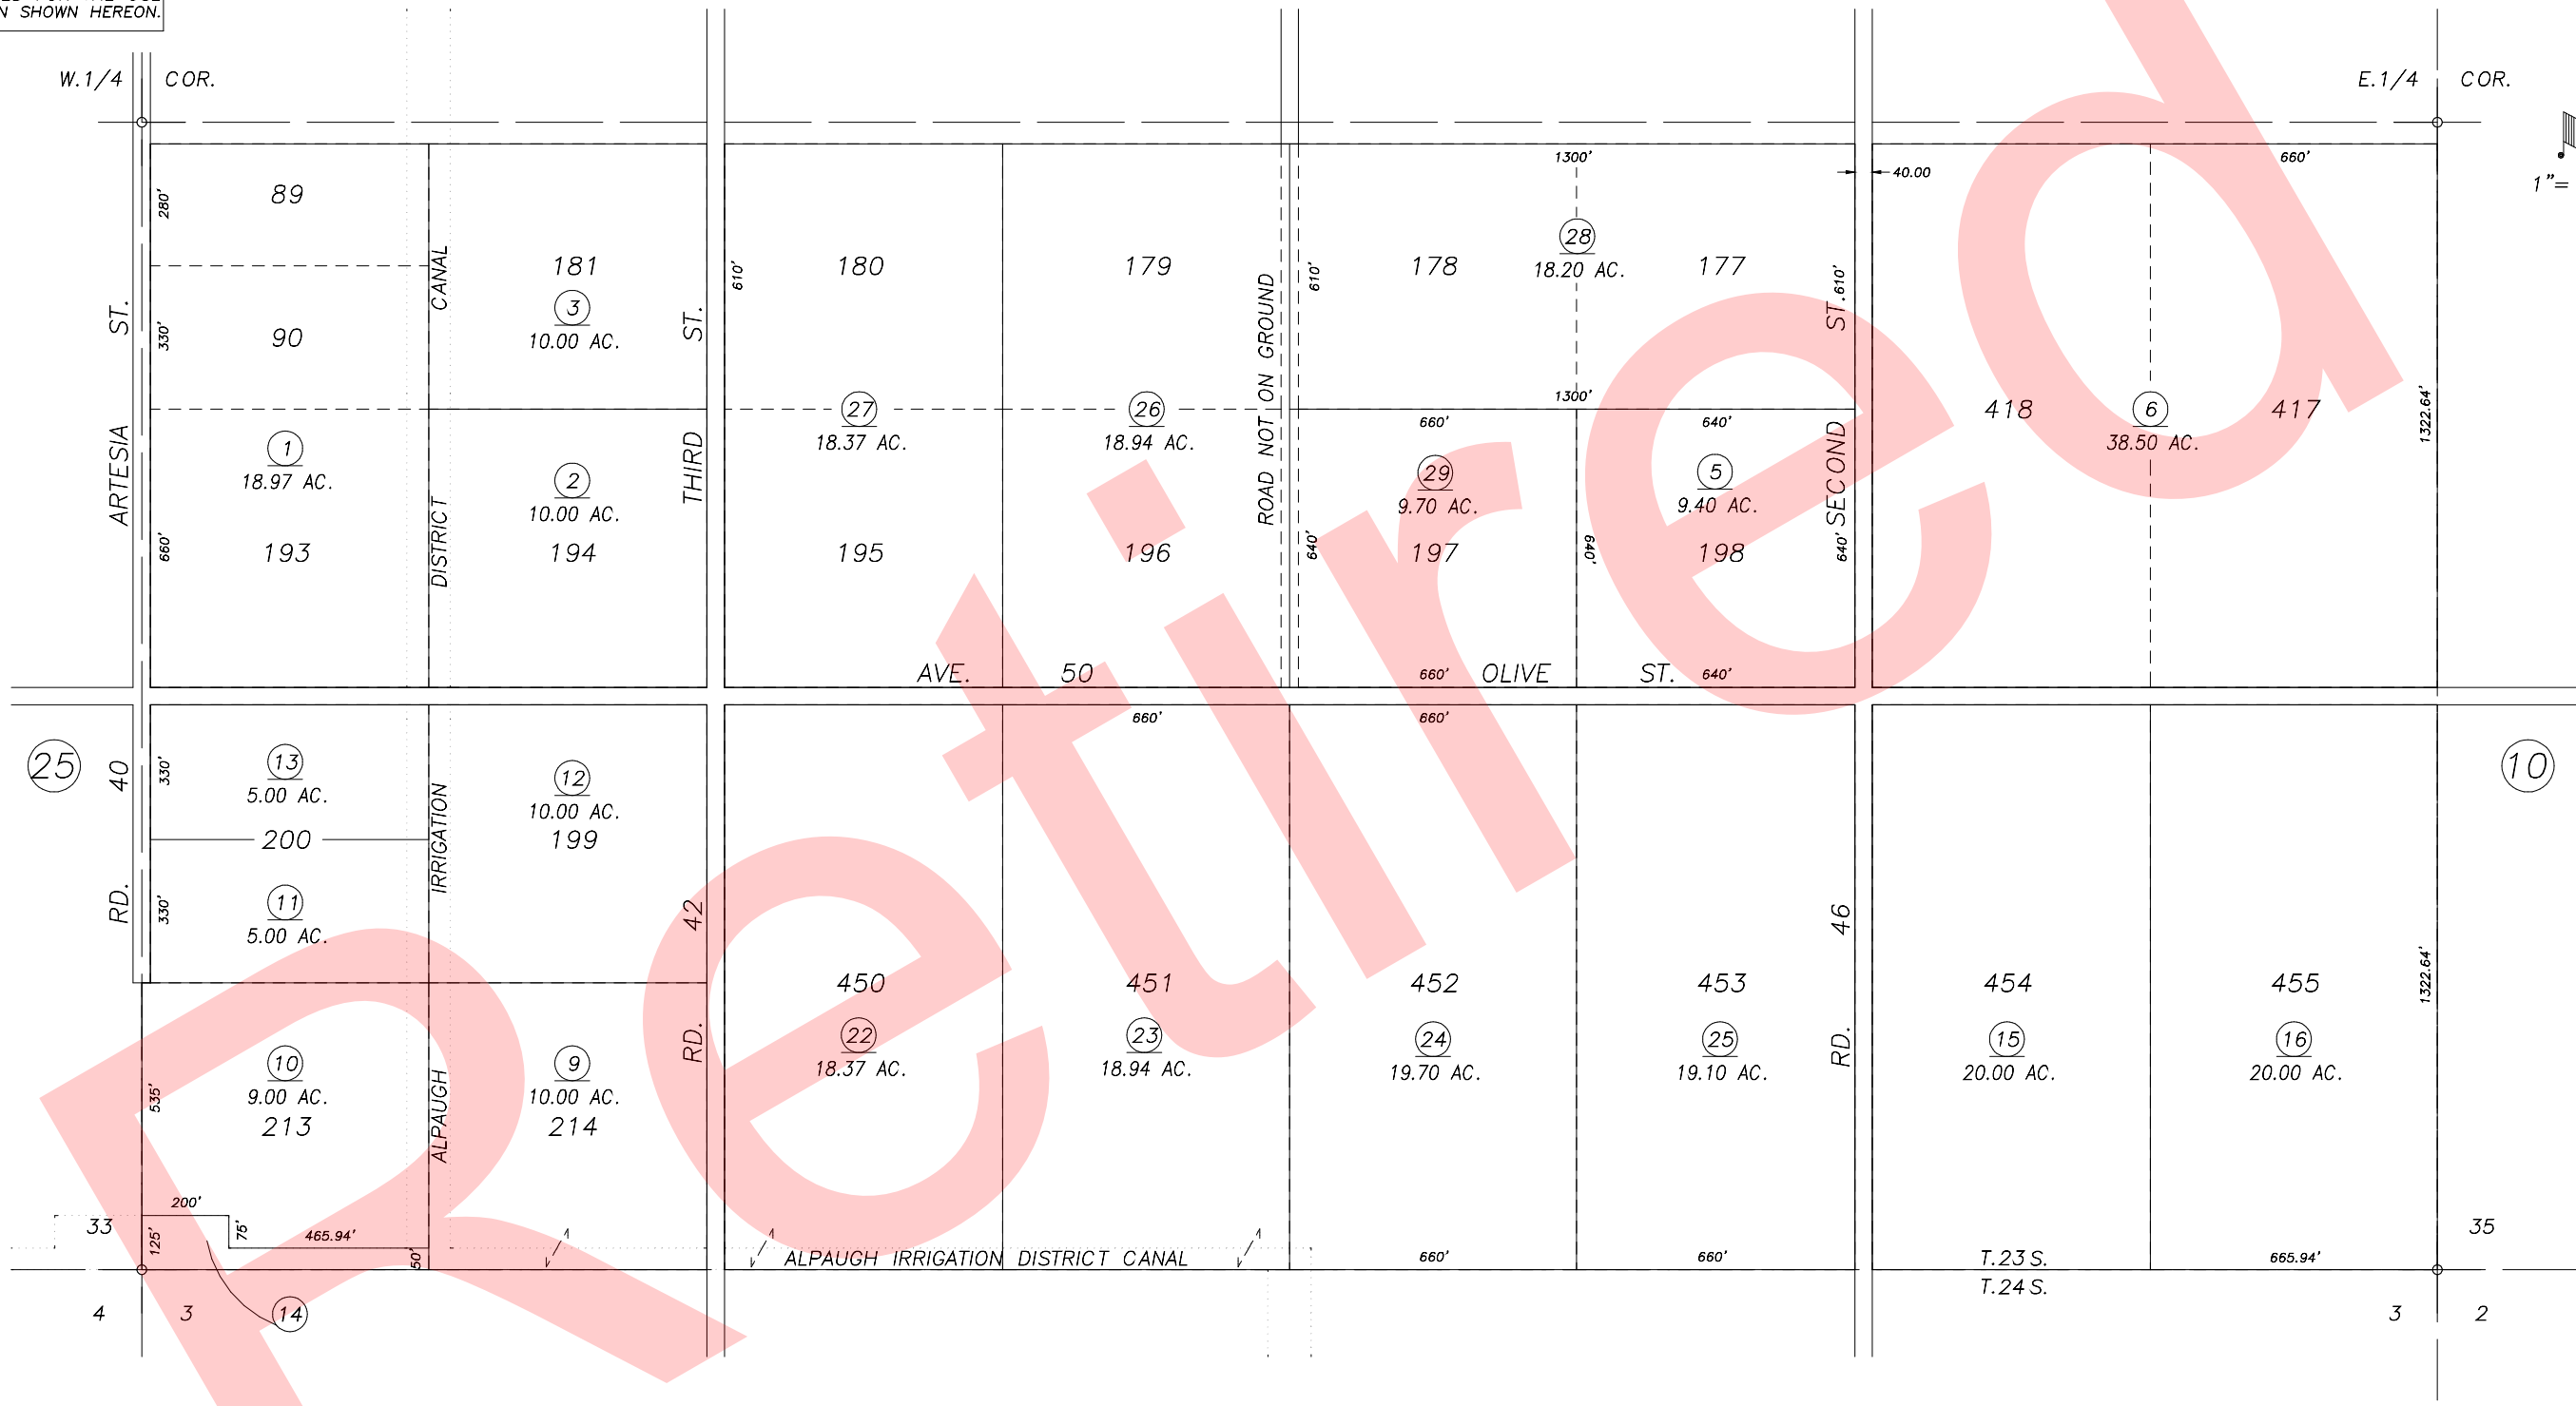 N SHOWN HEREON.
W.1/4 COR.
E.1/4 COR.
1"=
89
280'
90
330'
ARTESIA ST.
1
18.97 AC.
660'
193
CANAL
DISTRICT
181
3
10.00 AC.
2
10.00 AC.
194
THIRD ST.
610'
180
27
18.37 AC.
195
179
26
18.94 AC.
196
ROAD NOT ON GROUND
1300'
610'
178
28
18.20 AC.
177
610'
1300'
660'
640'
29
9.70 AC.
197
640'
640'
5
9.40 AC.
198
640'
SECOND ST.
40.00
660'
418
6
38.50 AC.
417
1322.64'
AVE. 50
660'
OLIVE ST.
640'
25
RD. 40
330'
13
5.00 AC.
200
330'
11
5.00 AC.
IRRIGATION
12
10.00 AC.
199
RD. 42
660'
660'
10
10
9.00 AC.
213
535'
ALPAUGH
9
10.00 AC.
214
450
22
18.37 AC.
451
23
18.94 AC.
452
24
19.70 AC.
453
25
19.10 AC.
RD. 46
454
15
20.00 AC.
455
16
20.00 AC.
1322.64'
33
200'
125'
75'
465.94'
50'
ALPAUGH IRRIGATION DISTRICT CANAL
660'
660'
T.23 S.
665.94'
35
T.24 S.
4
3
14
3
2
Retired